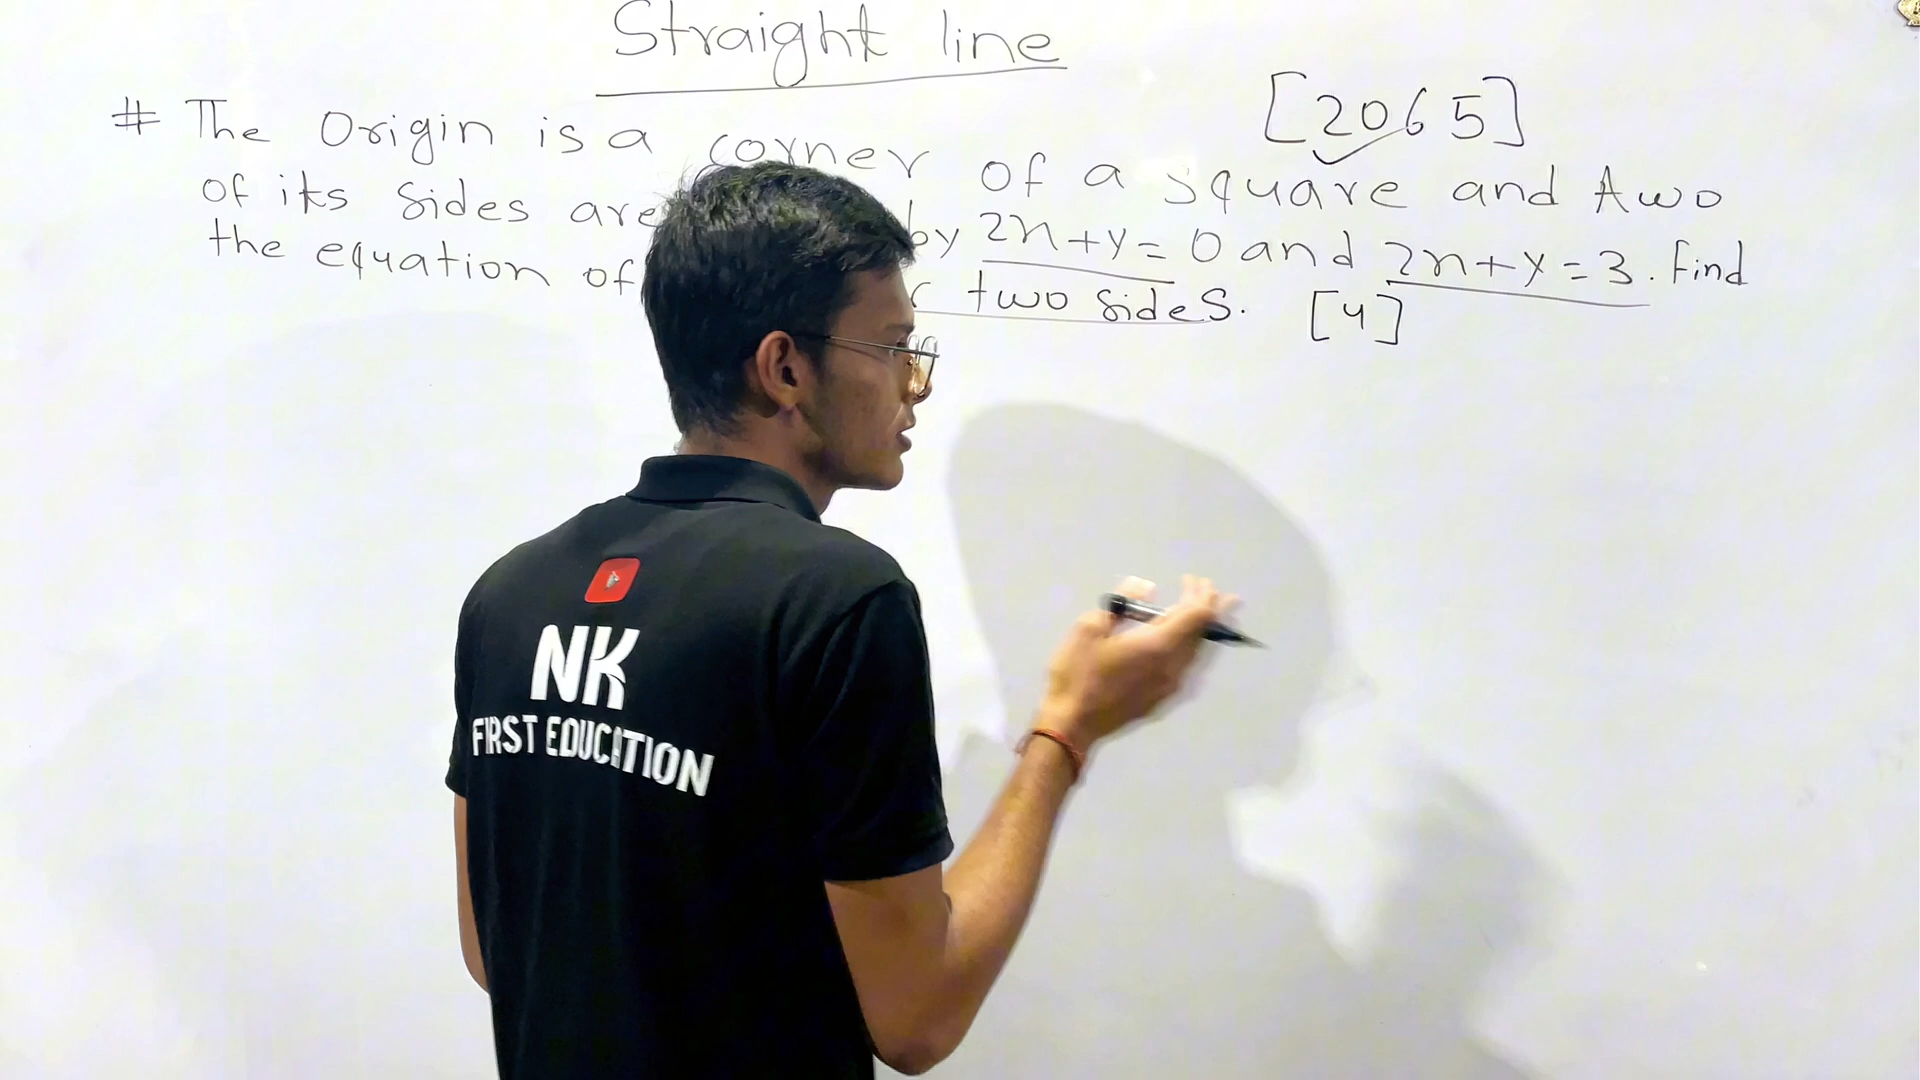 Straight line
[2065]
# The Origin is a corner of a square and two
of its sides are by 2x+y=0 and 2x+y=3. Find
the equation of two sides. [4]
NK
FIRST EDUCATION